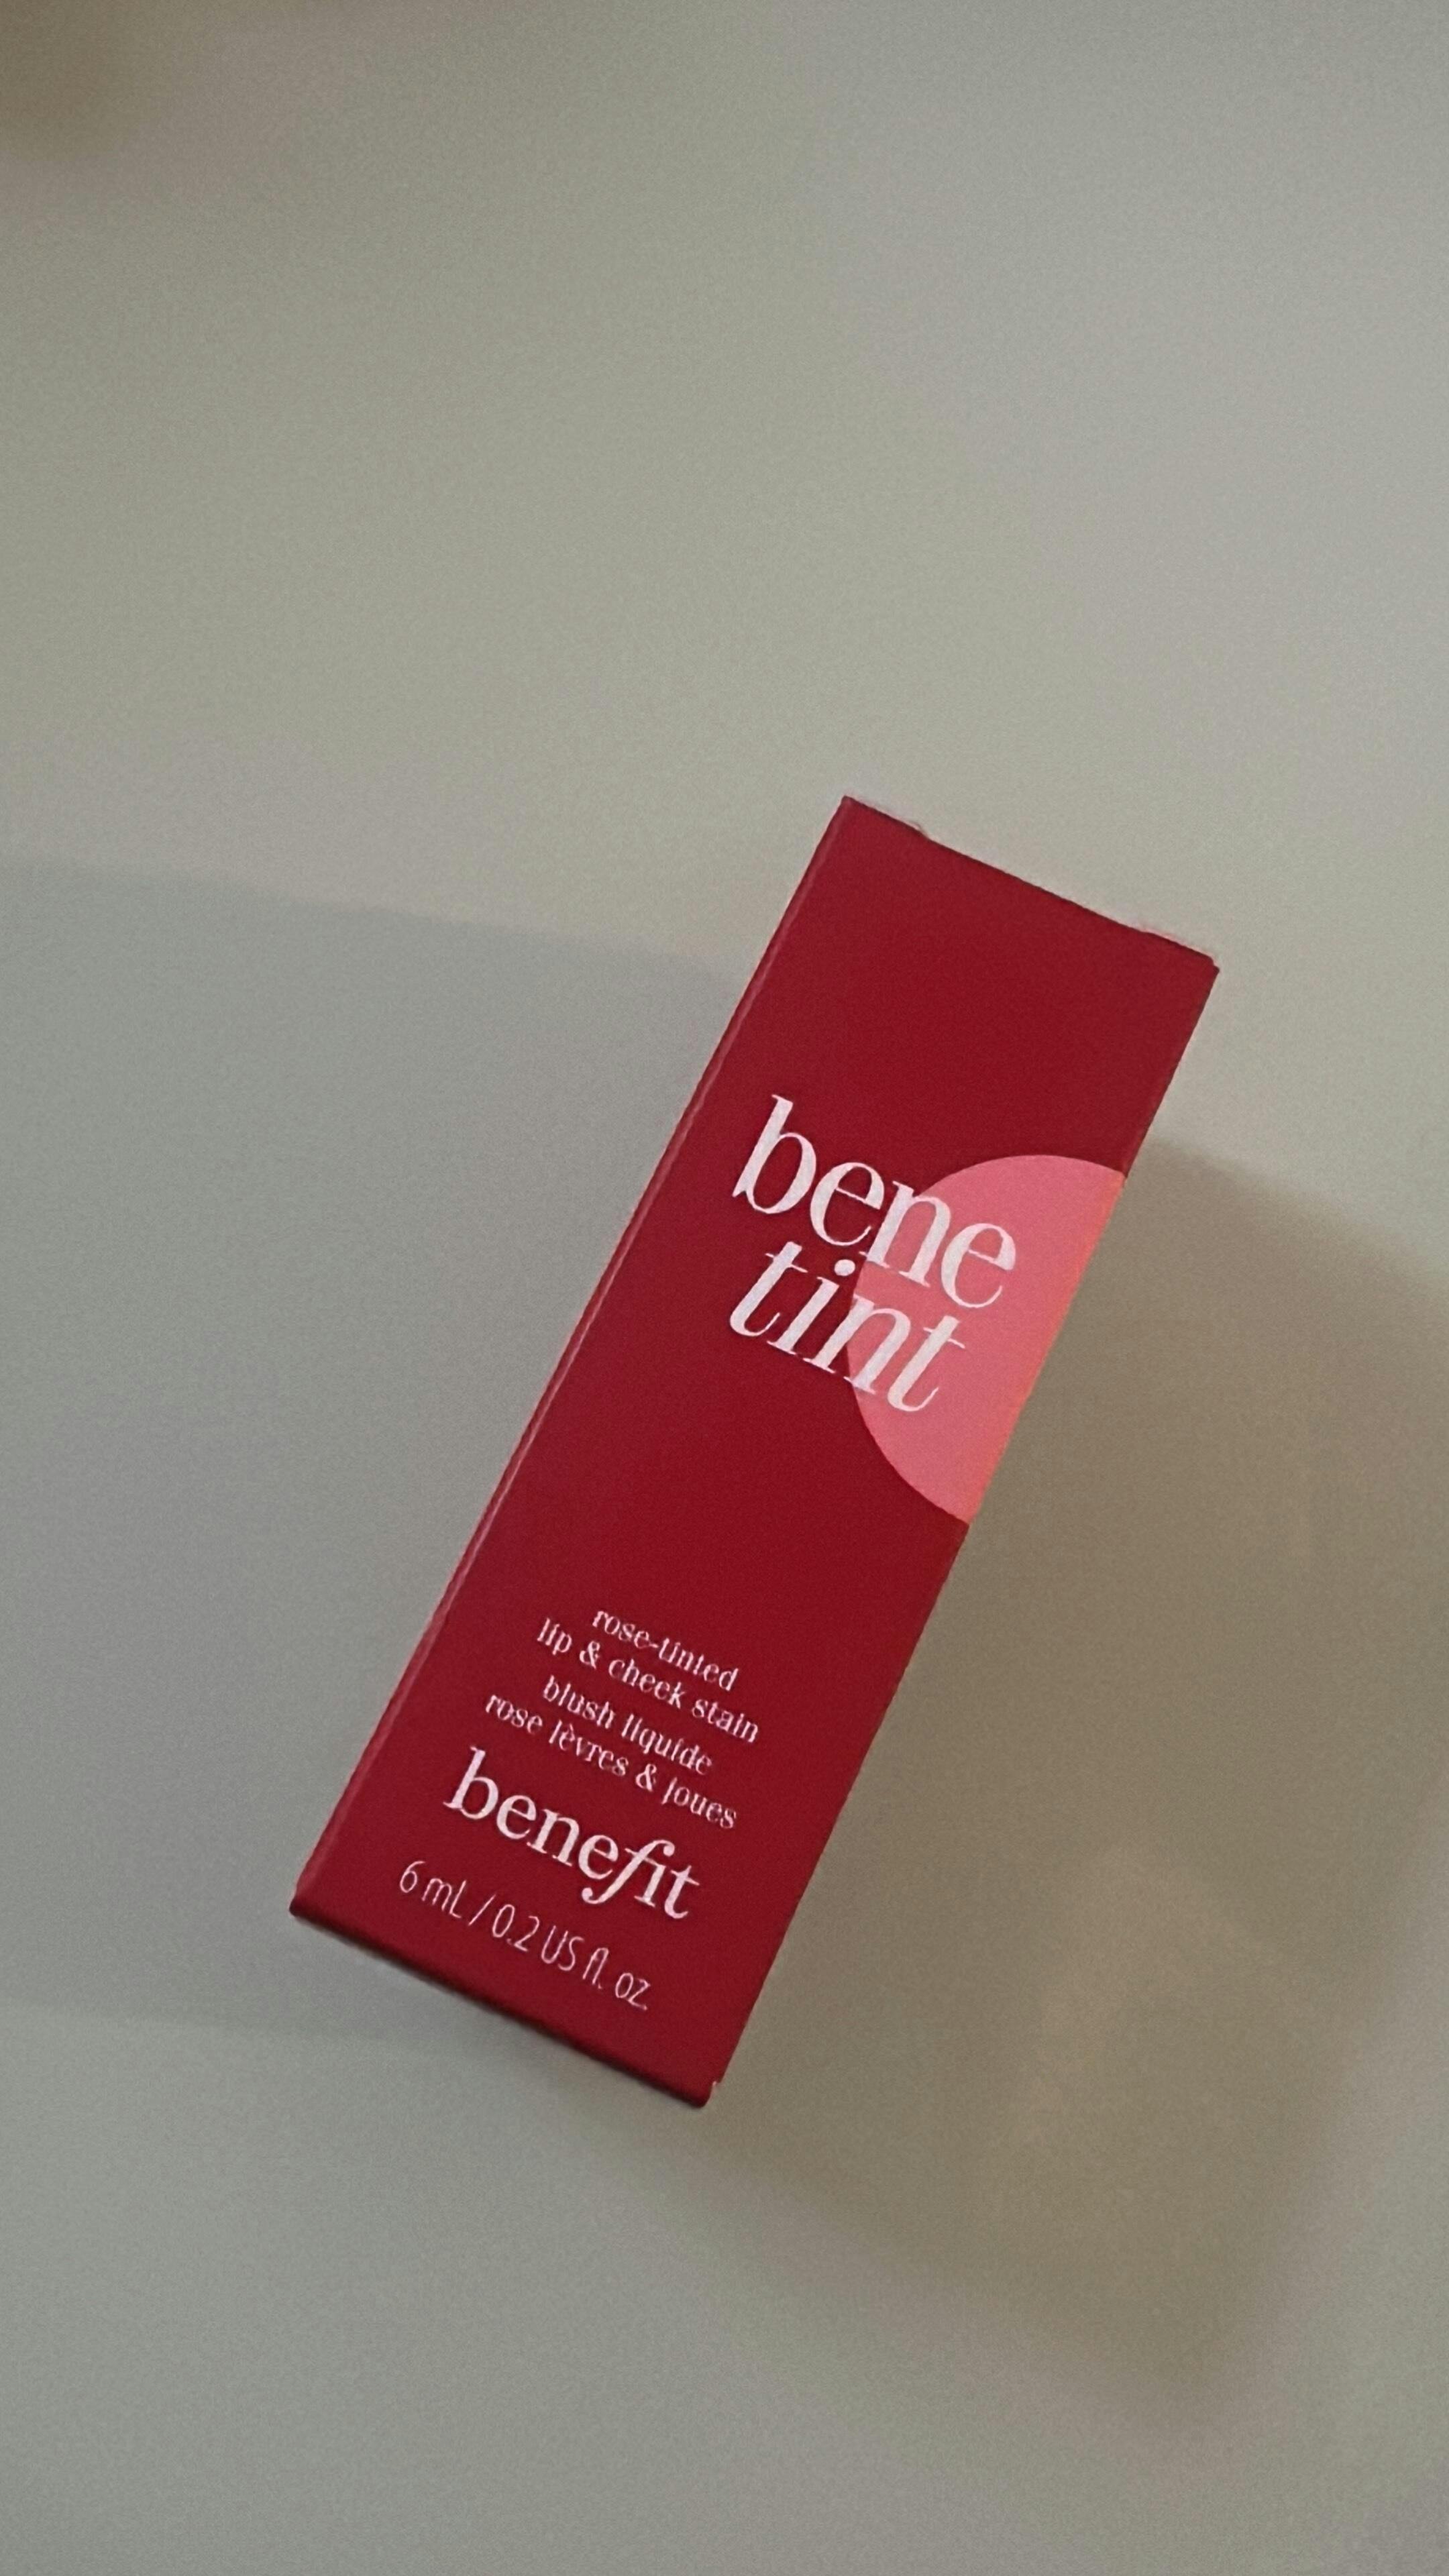 bene
tint
rose-tinted
lip & cheek stain
blush liquide
rose lèvres & joues
benefit
6 mL / 0.2 US fl. oz.